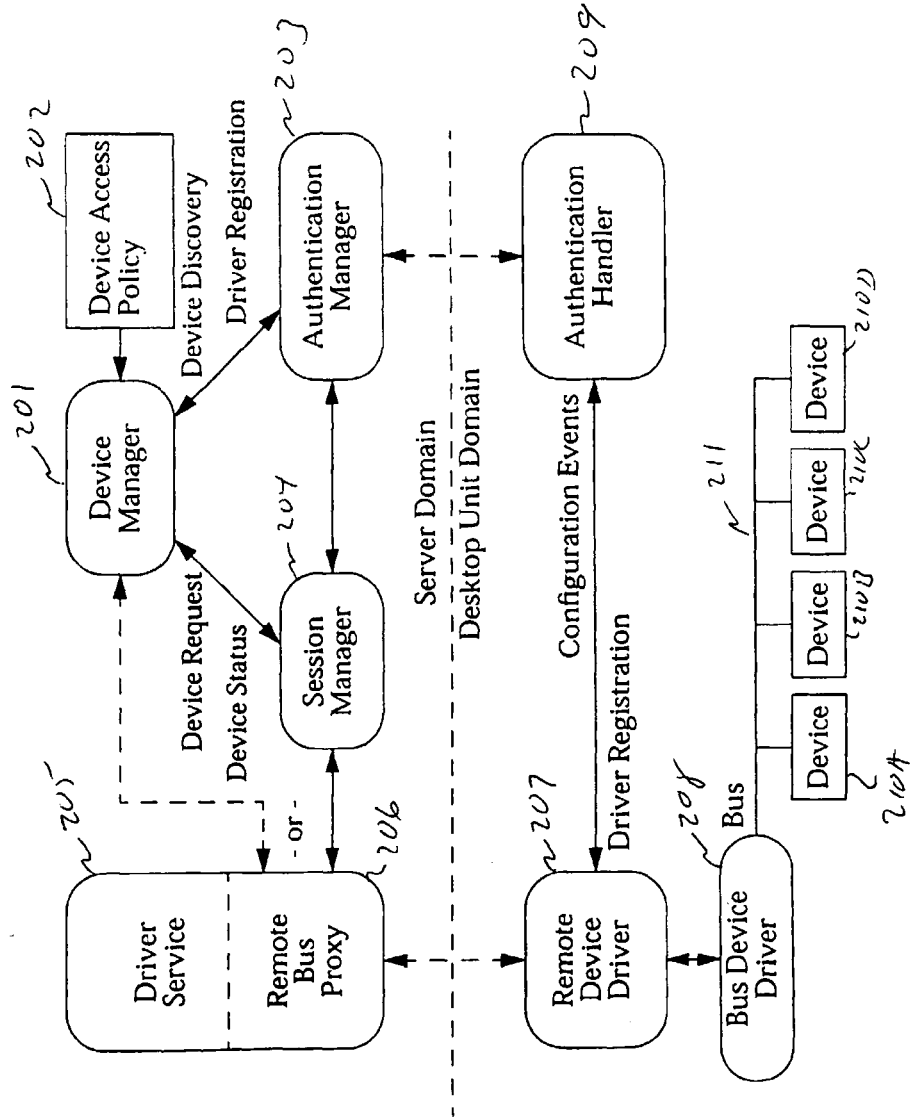 205
Driver
Service
Remote
Bus
Proxy
206
- or -
Device Request
Device Status
201
Device
Manager
202
Device Access
Policy
Device Discovery
Driver Registration
204
Session
Manager
203
Authentication
Manager
Server Domain
Desktop Unit Domain
207
Remote
Device
Driver
Driver Registration
Configuration Events
209
Authentication
Handler
208
Bus Device
Driver
Bus
211
Device
210A
Device
210B
Device
210C
Device
210D